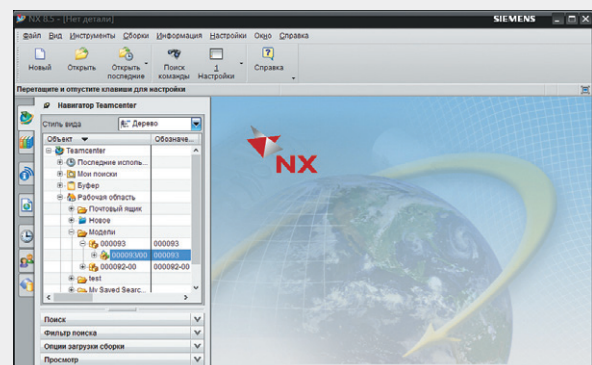 NX 8.5 - [Нет детали]
SIEMENS
Файл Вид Инструменты Сборки Информация Настройки Окно Справка
Новый Открыть Открыть последние Поиск команды 1 Настройки Справка
Перетащите и отпустите клавиши для настройки
Навигатор Teamcenter
Стиль вида Дерево
Объект Обозначе...
Teamcenter
Последние исполь...
Мои поиски
Буфер
Рабочая область
Почтовый ящик
Новое
Модели
000093 000093
000093/00 000093
000092-00 000092-00
test
My Saved Searc...
Поиск
Фильтр поиска
Опции загрузки сборки
Просмотр
NX